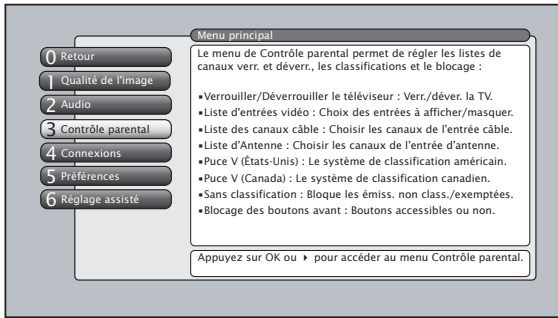 Menu principal
0 Retour
1 Qualité de l'image
2 Audio
3 Contrôle parental
4 Connexions
5 Préférences
6 Réglage assisté
Le menu de Contrôle parental permet de régler les listes de
canaux verr. et déverr., les classifications et le blocage :
▪Verrouiller/Déverrouiller le téléviseur : Verr./déver. la TV.
▪Liste d'entrées vidéo : Choix des entrées à afficher/masquer.
▪Liste des canaux câble : Choisir les canaux de l'entrée câble.
▪Liste d'Antenne : Choisir les canaux de l'entrée d'antenne.
▪Puce V (États-Unis) : Le système de classification américain.
▪Puce V (Canada) : Le système de classification canadien.
▪Sans classification : Bloque les émiss. non class./exemptées.
▪Blocage des boutons avant : Boutons accessibles ou non.
Appuyez sur OK ou ▸ pour accéder au menu Contrôle parental.